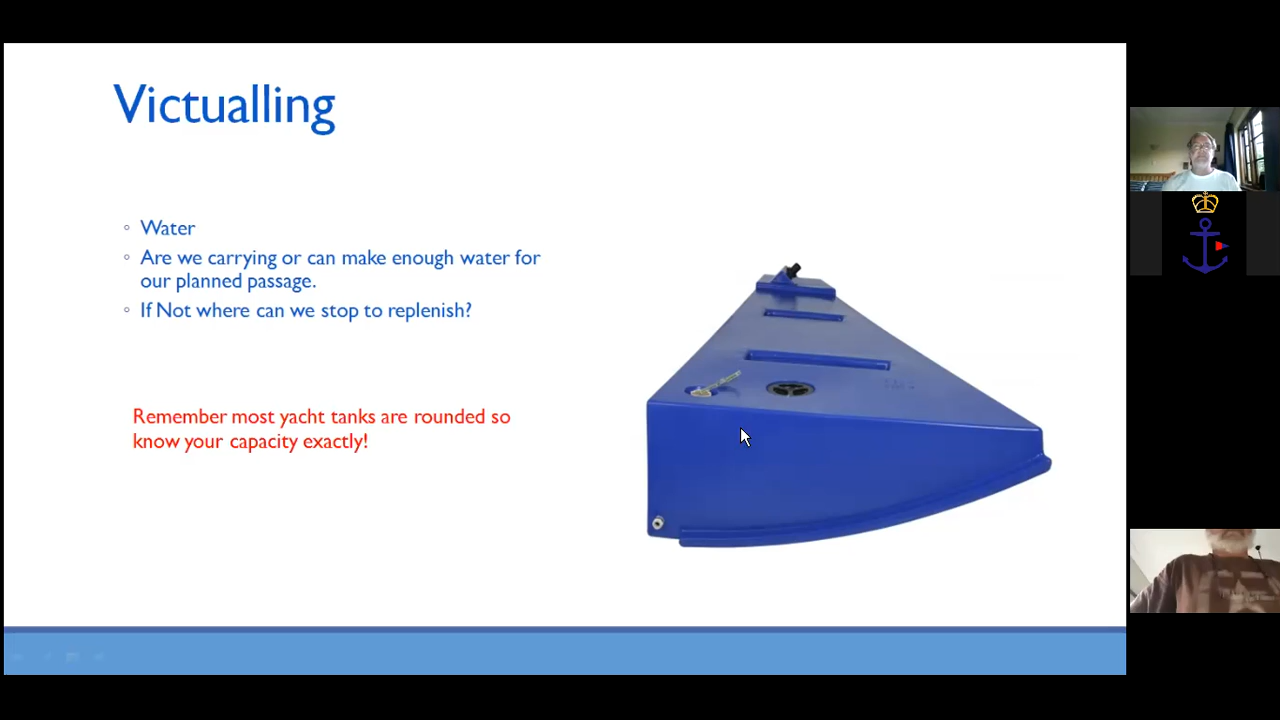 Victualling
Water
Are we carrying or can make enough water for
our planned passage.
If Not where can we stop to replenish?
Remember most yacht tanks are rounded so
know your capacity exactly!